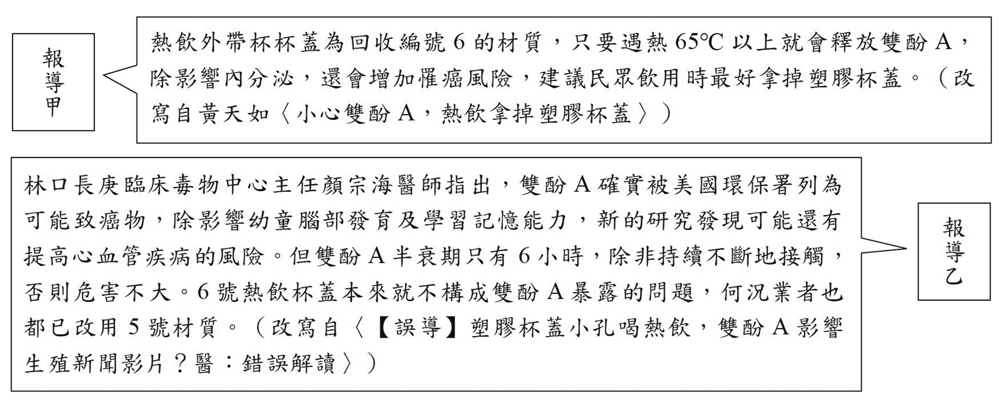 報導甲
熱飲外帶杯杯蓋為回收編號 6 的材質，只要遇熱 65℃ 以上就會釋放雙酚 A，
除影響內分泌，還會增加罹癌風險，建議民眾飲用時最好拿掉塑膠杯蓋。（改
寫自黃天如〈小心雙酚 A，熱飲拿掉塑膠杯蓋〉）
林口長庚臨床毒物中心主任顏宗海醫師指出，雙酚 A 確實被美國環保署列為
可能致癌物，除影響幼童腦部發育及學習記憶能力，新的研究發現可能還有
提高心血管疾病的風險。但雙酚 A 半衰期只有 6 小時，除非持續不斷地接觸，
否則危害不大。6 號熱飲杯蓋本來就不構成雙酚 A 暴露的問題，何況業者也
都已改用 5 號材質。（改寫自〈【誤導】塑膠杯蓋小孔喝熱飲，雙酚 A 影響
生殖新聞影片？醫：錯誤解讀〉）
報導乙